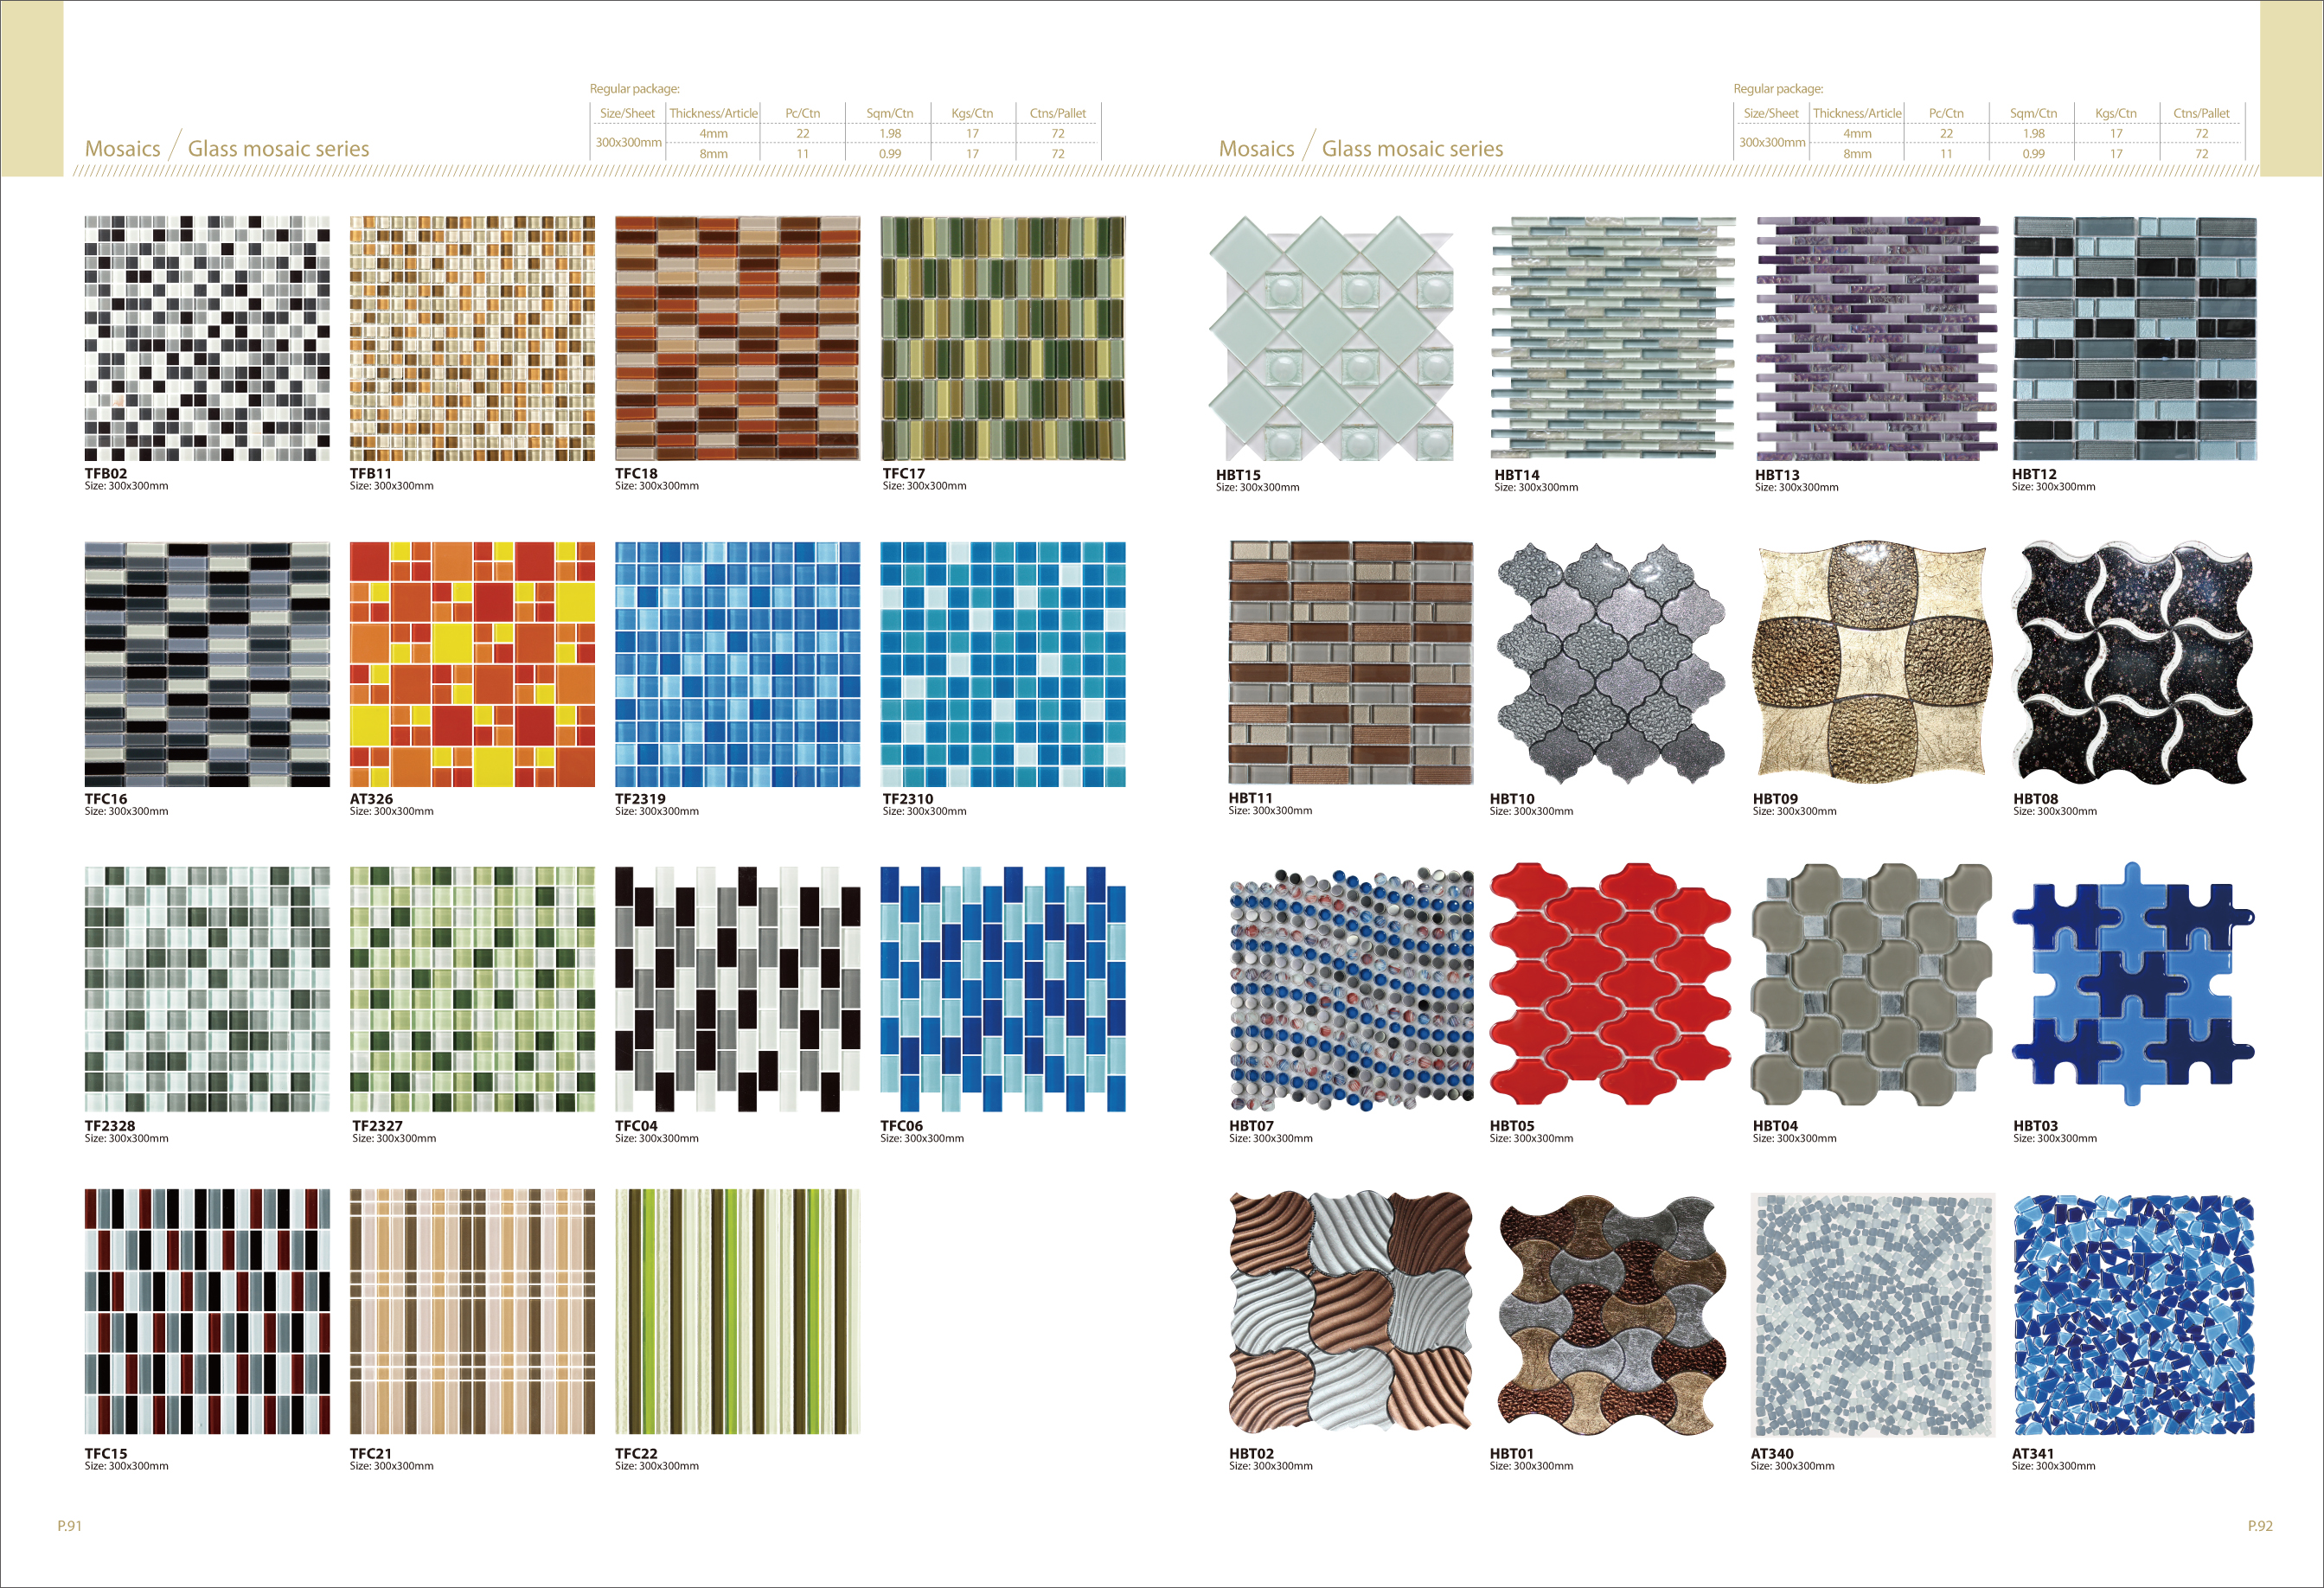 Regular package:
Size/Sheet Thickness/Article Pc/Ctn Sqm/Ctn Kgs/Ctn Ctns/Pallet
300x300mm 4mm 22 1.98 17 72
8mm 11 0.99 17 72
Mosaics / Glass mosaic series
TFB02
Size: 300x300mm
TFB11
Size: 300x300mm
TFC18
Size: 300x300mm
TFC17
Size: 300x300mm
TFC16
Size: 300x300mm
AT326
Size: 300x300mm
TF2319
Size: 300x300mm
TF2310
Size: 300x300mm
TF2328
Size: 300x300mm
TF2327
Size: 300x300mm
TFC04
Size: 300x300mm
TFC06
Size: 300x300mm
TFC15
Size: 300x300mm
TFC21
Size: 300x300mm
TFC22
Size: 300x300mm
P.91
Regular package:
Size/Sheet Thickness/Article Pc/Ctn Sqm/Ctn Kgs/Ctn Ctns/Pallet
300x300mm 4mm 22 1.98 17 72
8mm 11 0.99 17 72
Mosaics / Glass mosaic series
HBT15
Size: 300x300mm
HBT14
Size: 300x300mm
HBT13
Size: 300x300mm
HBT12
Size: 300x300mm
HBT11
Size: 300x300mm
HBT10
Size: 300x300mm
HBT09
Size: 300x300mm
HBT08
Size: 300x300mm
HBT07
Size: 300x300mm
HBT05
Size: 300x300mm
HBT04
Size: 300x300mm
HBT03
Size: 300x300mm
HBT02
Size: 300x300mm
HBT01
Size: 300x300mm
AT340
Size: 300x300mm
AT341
Size: 300x300mm
P.92